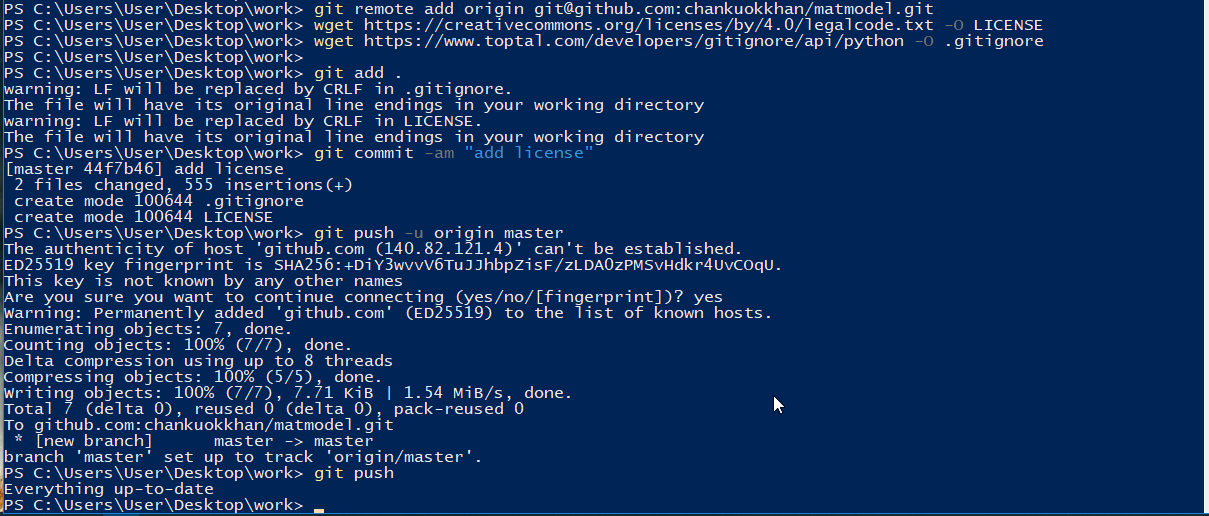 PS C:\Users\User\Desktop\work> git remote add origin git@github.com:chankuokkhan/matmodel.git
PS C:\Users\User\Desktop\work> wget https://creativecommons.org/licenses/by/4.0/legalcode.txt -O LICENSE
PS C:\Users\User\Desktop\work> wget https://www.toptal.com/developers/gitignore/api/python -O .gitignore
PS C:\Users\User\Desktop\work>
PS C:\Users\User\Desktop\work> git add .
warning: LF will be replaced by CRLF in .gitignore.
The file will have its original line endings in your working directory
warning: LF will be replaced by CRLF in LICENSE.
The file will have its original line endings in your working directory
PS C:\Users\User\Desktop\work> git commit -am "add license"
[master 44f7b46] add license
 2 files changed, 555 insertions(+)
 create mode 100644 .gitignore
 create mode 100644 LICENSE
PS C:\Users\User\Desktop\work> git push -u origin master
The authenticity of host 'github.com (140.82.121.4)' can't be established.
ED25519 key fingerprint is SHA256:+DiY3wvvV6TuJJhbpZisF/zLDA0zPMSvHdkr4UvCOqU.
This key is not known by any other names
Are you sure you want to continue connecting (yes/no/[fingerprint])? yes
Warning: Permanently added 'github.com' (ED25519) to the list of known hosts.
Enumerating objects: 7, done.
Counting objects: 100% (7/7), done.
Delta compression using up to 8 threads
Compressing objects: 100% (5/5), done.
Writing objects: 100% (7/7), 7.71 KiB | 1.54 MiB/s, done.
Total 7 (delta 0), reused 0 (delta 0), pack-reused 0
To github.com:chankuokkhan/matmodel.git
 * [new branch]      master -> master
branch 'master' set up to track 'origin/master'.
PS C:\Users\User\Desktop\work> git push
Everything up-to-date
PS C:\Users\User\Desktop\work>